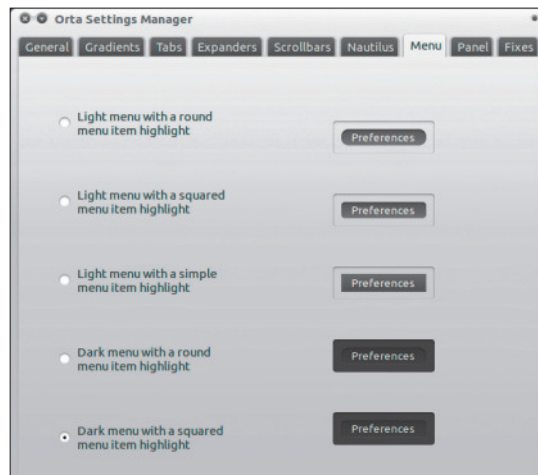 Orta Settings Manager
General Gradients Tabs Expanders Scrollbars Nautilus Menu Panel Fixes
Light menu with a round
menu item highlight
Preferences
Light menu with a squared
menu item highlight
Preferences
Light menu with a simple
menu item highlight
Preferences
Dark menu with a round
menu item highlight
Preferences
Dark menu with a squared
menu item highlight
Preferences